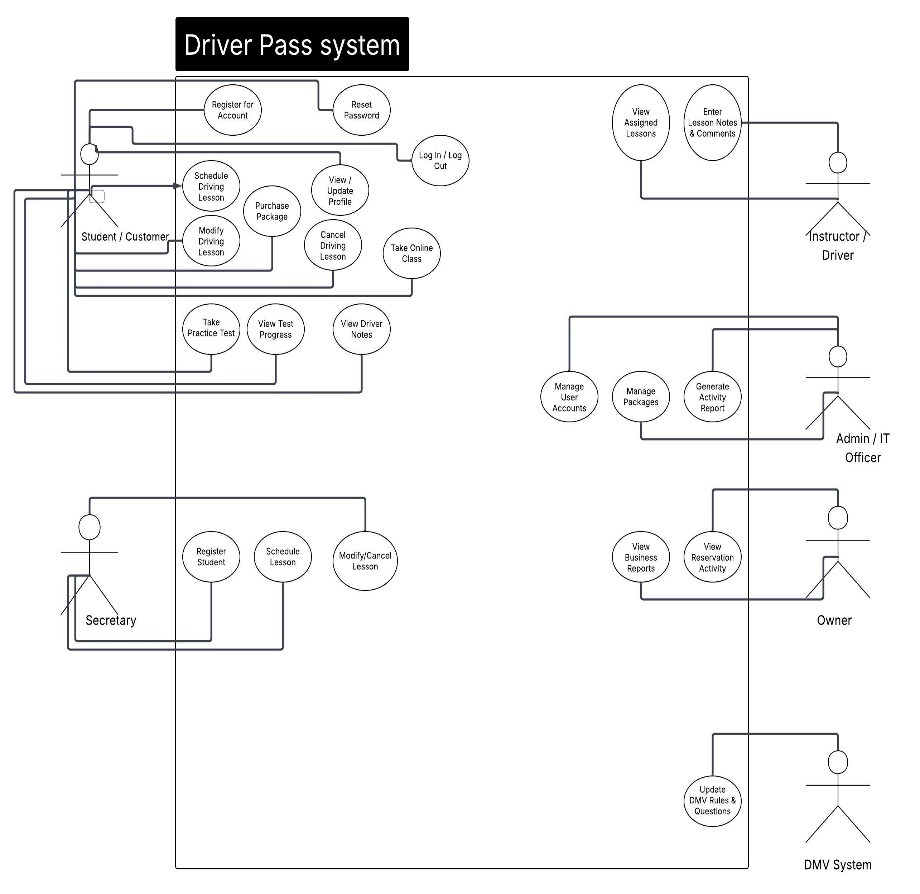 Driver Pass system
Register for
Account
Reset
Password
Log In / Log
Out
Schedule
Driving
Lesson
View /
Update
Profile
Purchase
Package
Student / Customer
Modify
Driving
Lesson
Cancel
Driving
Lesson
Take Online
Class
Take
Practice Test
View Test
Progress
View Driver
Notes
View
Assigned
Lessons
Enter
Lesson Notes
& Comments
Instructor /
Driver
Manage
User
Accounts
Manage
Packages
Generate
Activity
Report
Admin / IT
Officer
Register
Student
Schedule
Lesson
Modify/Cancel
Lesson
Secretary
View
Business
Reports
View
Reservation
Activity
Owner
Update
DMV Rules &
Questions
DMV System